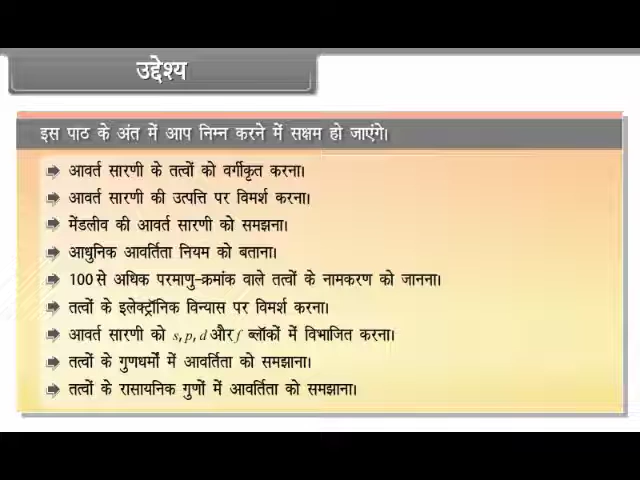 उद्देश्य
इस पाठ के अंत में आप निम्न करने में सक्षम हो जाएंगे।
आवर्त सारणी के तत्वों को वर्गीकृत करना।
आवर्त सारणी की उत्पत्ति पर विमर्श करना।
मेंडलीव की आवर्त सारणी को समझना।
आधुनिक आवर्तिता नियम को बताना।
100 से अधिक परमाणु-क्रमांक वाले तत्वों के नामकरण को जानना।
तत्वों के इलेक्ट्रॉनिक विन्यास पर विमर्श करना।
आवर्त सारणी को s, p, d और f ब्लॉकों में विभाजित करना।
तत्वों के गुणधर्मों में आवर्तिता को समझाना।
तत्वों के रासायनिक गुणों में आवर्तिता को समझाना।